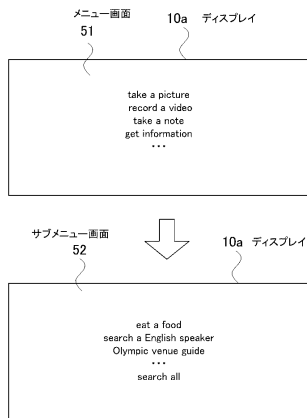 メニュー画面 10a ディスプレイ
51
take a picture
record a video
take a note
get information
•••
サブメニュー画面 10a ディスプレイ
52
eat a food
search a English speaker
Olympic venue guide
•••
search all